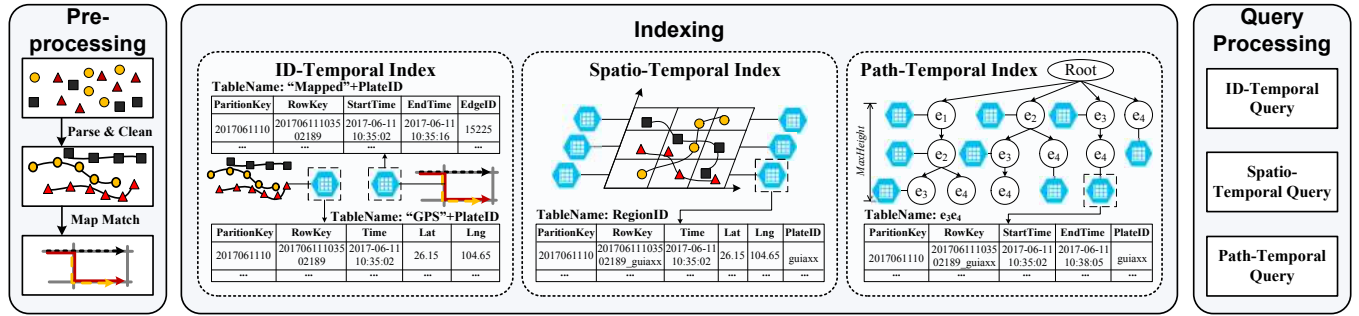 Pre-
processing
Parse & Clean
Map Match
Indexing
ID-Temporal Index
TableName: “Mapped”+PlateID
ParitionKey RowKey StartTime EndTime EdgeID
2017061110 201706111035 2017-06-11 2017-06-11 15225
02189 10:35:02 10:35:16
... ... ... ... ...
TableName: “GPS”+PlateID
ParitionKey RowKey Time Lat Lng
2017061110 201706111035 2017-06-11 26.15 104.65
02189 10:35:02
... ... ... ... ...
Spatio-Temporal Index
TableName: RegionID
ParitionKey RowKey Time Lat Lng PlateID
2017061110 201706111035 2017-06-11 26.15 104.65 guiaxx
02189_guiaxx 10:35:02
... ... ... ... ... ...
Path-Temporal Index
Root
MaxHeight
e1 e2 e3 e4
e2 e3 e4 e4
e3 e4 e4
TableName: e3e4
ParitionKey RowKey StartTime EndTime PlateID
2017061110 201706111035 2017-06-11 2017-06-11 guiaxx
02189_guiaxx 10:35:02 10:38:05
... ... ... ... ...
Query
Processing
ID-Temporal
Query
Spatio-
Temporal Query
Path-Temporal
Query